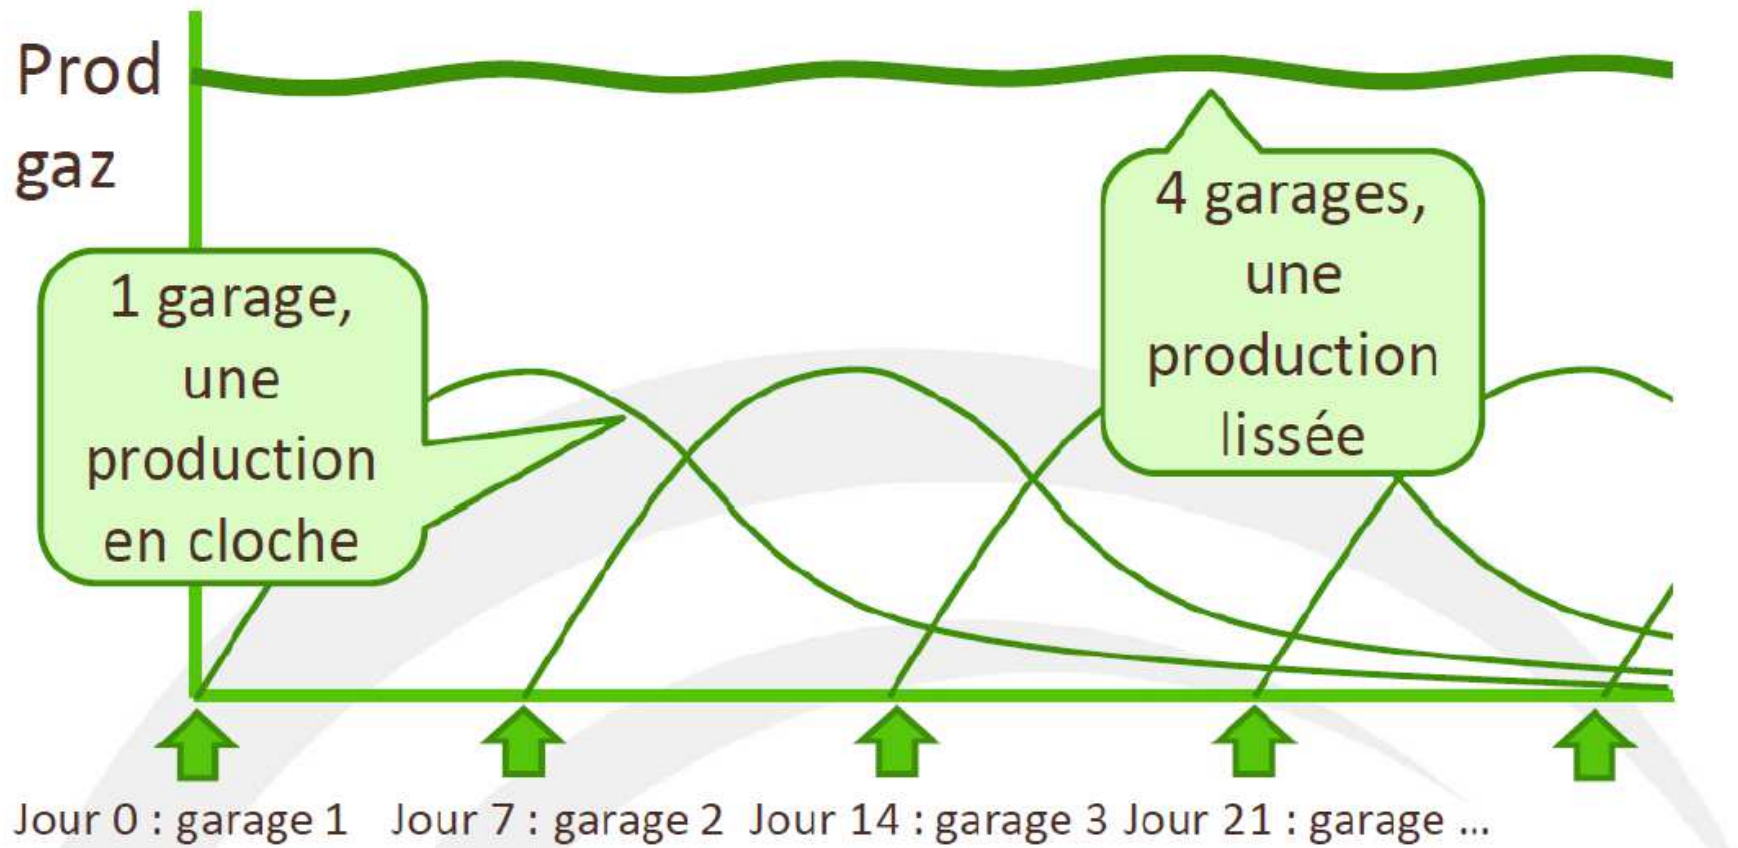 Prod
gaz
1 garage,
une
production
en cloche
4 garages,
une
production
lissée
Jour 0 : garage 1
Jour 7 : garage 2
Jour 14 : garage 3
Jour 21 : garage ...